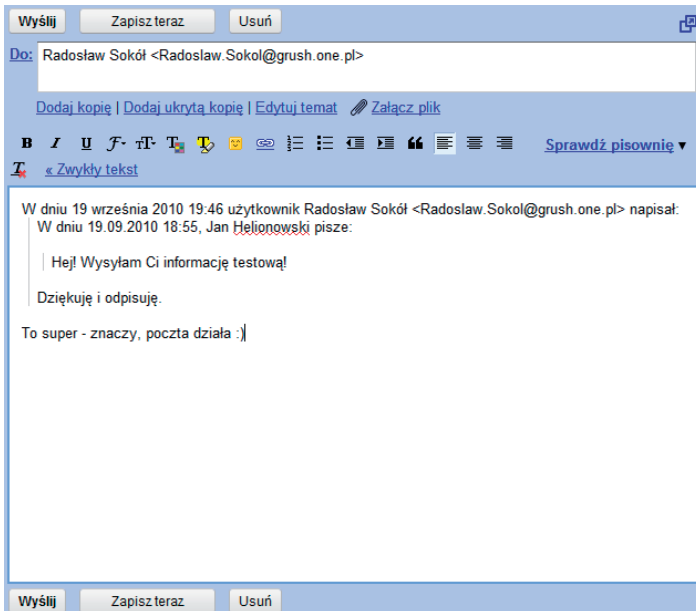 Wyślij Zapisz teraz Usuń
Do: Radosław Sokół <Radoslaw.Sokol@grush.one.pl>
Dodaj kopię | Dodaj ukrytą kopię | Edytuj temat Załącz plik
B I U F T T T Sprawdź pisownię ▼
T « Zwykły tekst
W dniu 19 września 2010 19:46 użytkownik Radosław Sokół <Radoslaw.Sokol@grush.one.pl> napisał:
W dniu 19.09.2010 18:55, Jan Helionowski pisze:
Hej! Wysyłam Ci informację testową!
Dziękuję i odpisuję.
To super - znaczy, poczta działa :)
Wyślij Zapisz teraz Usuń